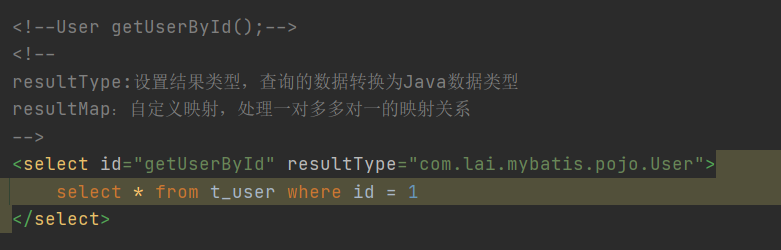 <!--User getUserById();-->
<!--
resultType:设置结果类型，查询的数据转换为Java数据类型
resultMap：自定义映射，处理一对多多对一的映射关系
-->
<select id="getUserById" resultType="com.lai.mybatis.pojo.User">
select * from t_user where id = 1
</select>